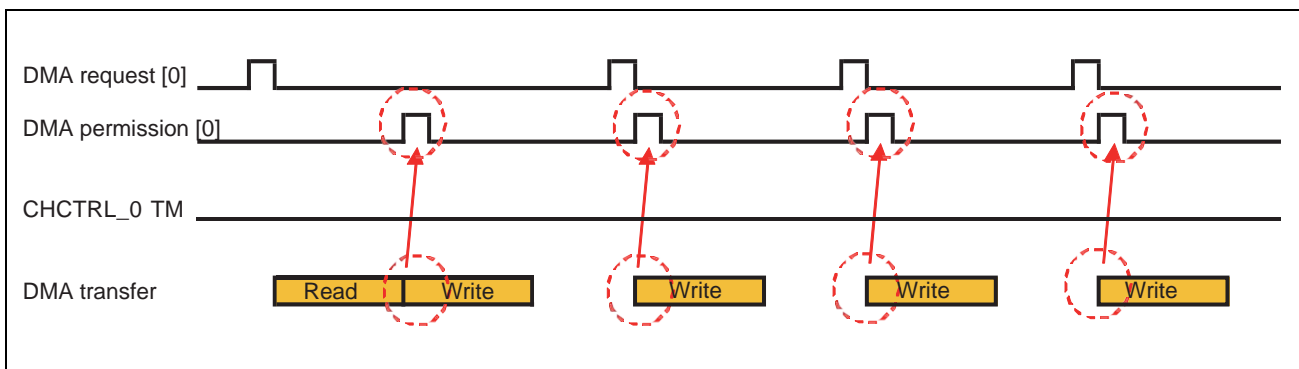 DMA request [0]
DMA permission [0]
CHCTRL_0 TM
DMA transfer
Read Write Write Write Write